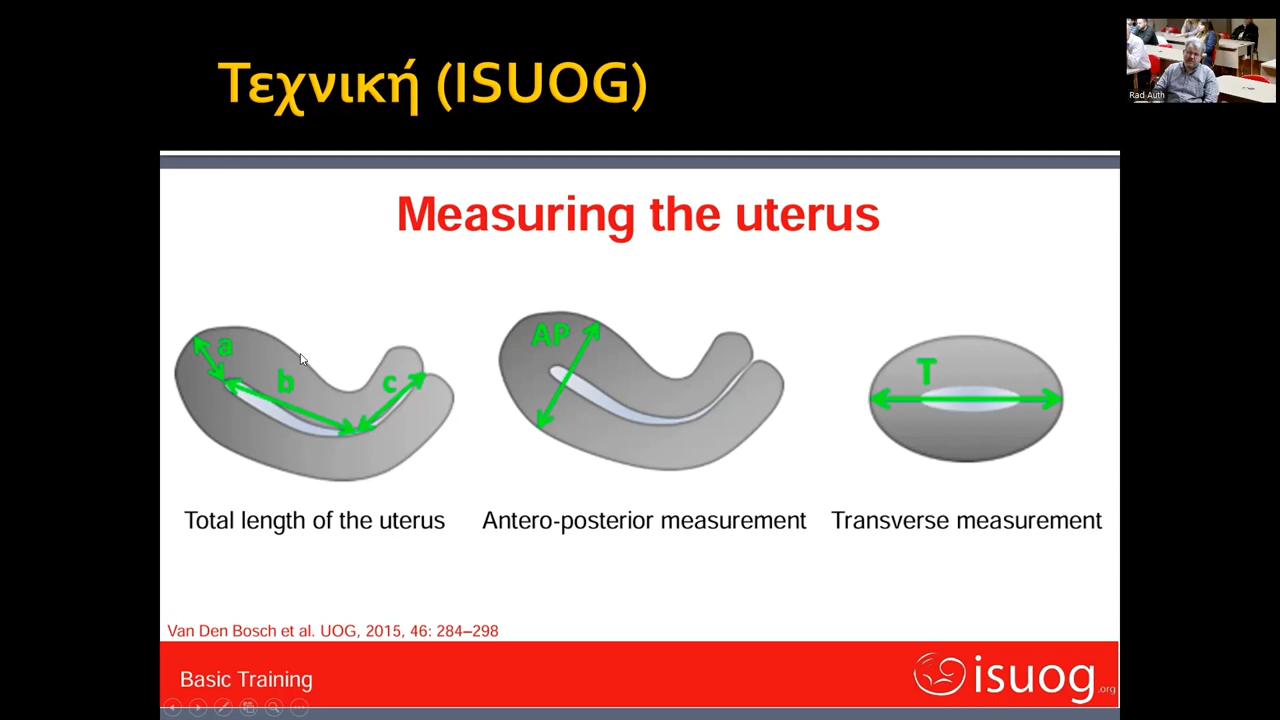 Τεχνική (ISUOG)
Rad Auth
Measuring the uterus
a
b
c
AP
T
Total length of the uterus
Antero-posterior measurement
Transverse measurement
Van Den Bosch et al. UOG, 2015, 46: 284–298
Basic Training
isuog.org